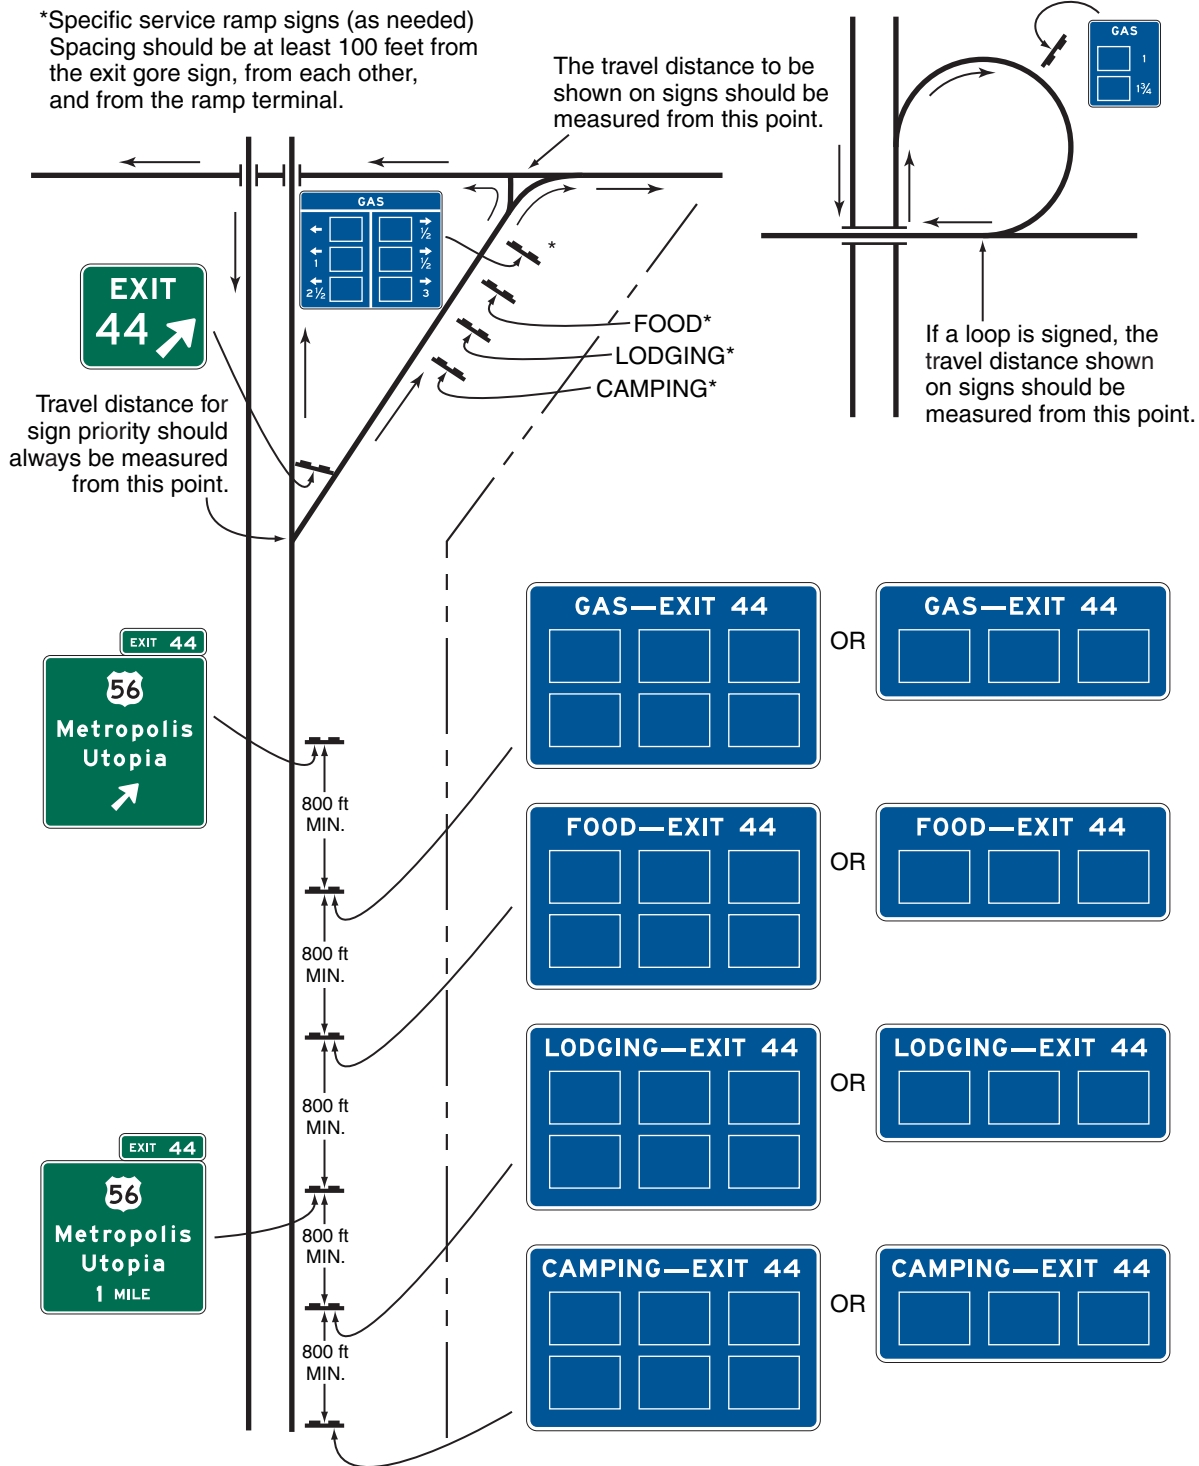 *Specific service ramp signs (as needed)
Spacing should be at least 100 feet from
the exit gore sign, from each other,
and from the ramp terminal.
The travel distance to be
shown on signs should be
measured from this point.
GAS
1
1¾
GAS
½
1
½
2½
3
*
EXIT
44
FOOD*
LODGING*
CAMPING*
If a loop is signed, the
travel distance shown
on signs should be
measured from this point.
Travel distance for
sign priority should
always be measured
from this point.
EXIT 44
56
Metropolis
Utopia
800 ft
MIN.
GAS—EXIT 44
OR
GAS—EXIT 44
800 ft
MIN.
FOOD—EXIT 44
OR
FOOD—EXIT 44
800 ft
MIN.
LODGING—EXIT 44
OR
LODGING—EXIT 44
EXIT 44
56
Metropolis
Utopia
1 MILE
800 ft
MIN.
800 ft
MIN.
CAMPING—EXIT 44
OR
CAMPING—EXIT 44